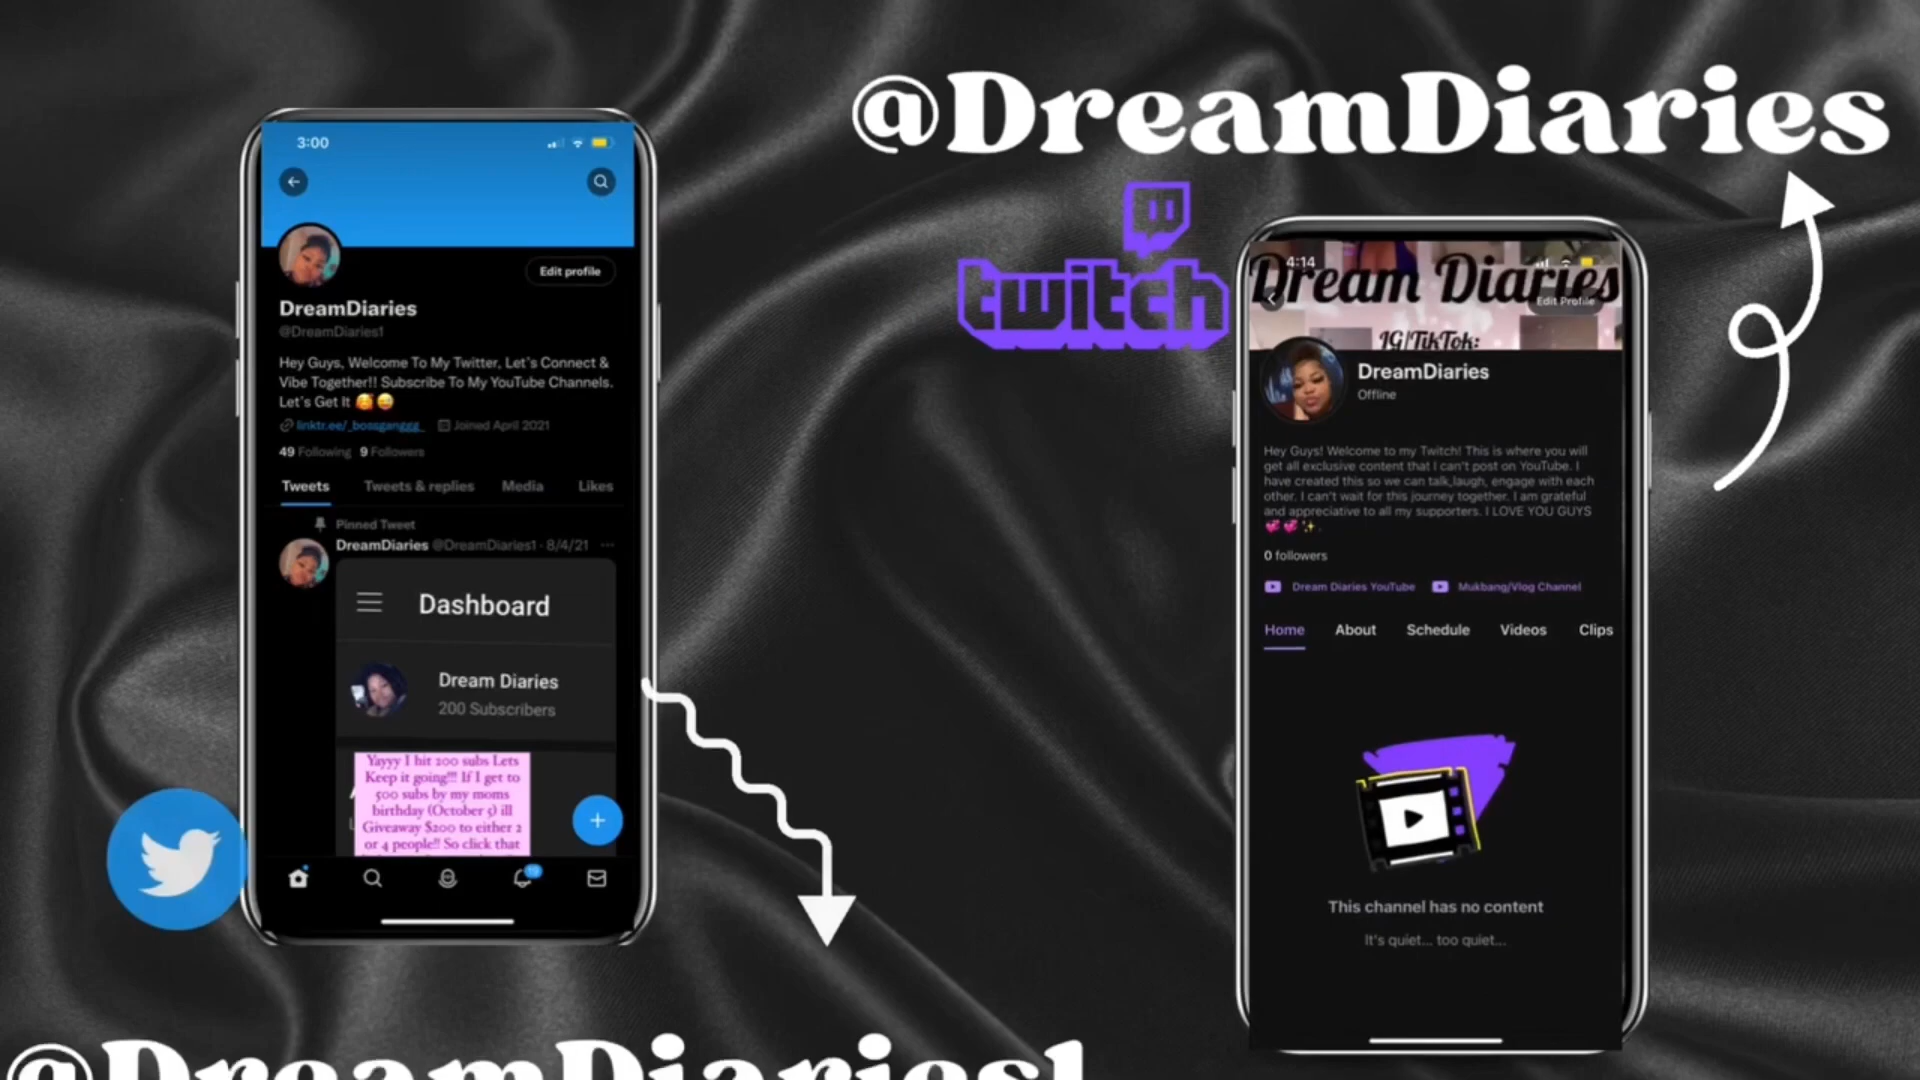 @DreamDiaries
twitch
3:00
Edit profile
DreamDiaries
@DreamDiaries1
Hey Guys, Welcome To My Twitter, Let's Connect &
Vibe Together!! Subscribe To My YouTube Channels.
Let's Get It 🥰😅
linktr.ee/_bossganggg_ Joined April 2021
49 Following 9 Followers
Tweets Tweets & replies Media Likes
Pinned Tweet
DreamDiaries @DreamDiaries1 · 8/4/21 ...
Dashboard
Dream Diaries
200 Subscribers
Yayyy I hit 200 subs Lets
Keep it going!!! If I get to
500 subs by my moms
birthday (October 5) ill
Giveaway $200 to either 2
or 4 people!! So click that
4:14
Dream Diaries
Edit Profile
IG/TikTok:
DreamDiaries
Offline
Hey Guys! Welcome to my Twitch! This is where you will
get all exclusive content that I can't post on YouTube. I
have created this so we can talk,laugh, engage with each
other. I can't wait for this journey together. I am grateful
and appreciative to all my supporters. I LOVE YOU GUYS
💞💞✨
0 followers
Dream Diaries YouTube Mukbang/Vlog Channel
Home About Schedule Videos Clips
This channel has no content
It's quiet... too quiet...
@DreamDiaries1